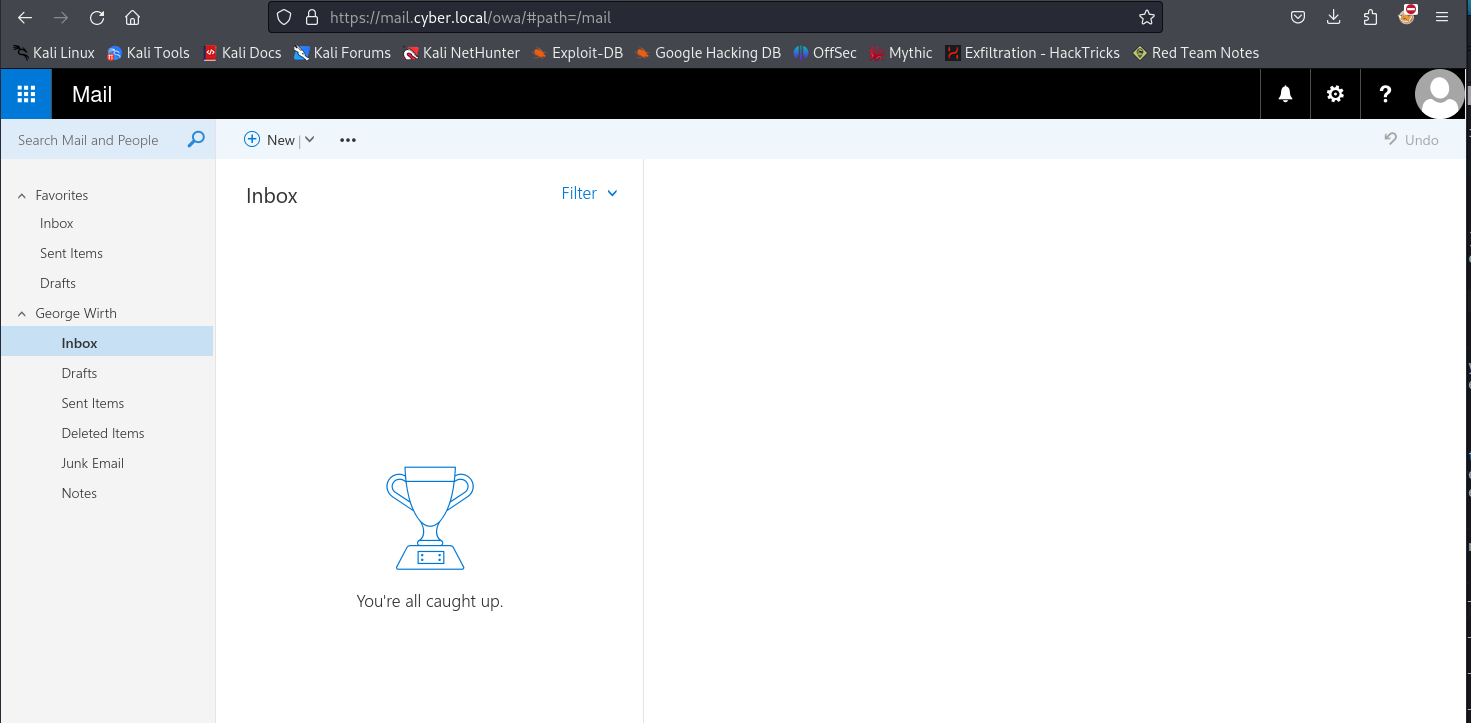 https://mail.cyber.local/owa/#path=/mail
Kali Linux Kali Tools Kali Docs Kali Forums Kali NetHunter Exploit-DB Google Hacking DB OffSec Mythic Exfiltration - HackTricks Red Team Notes
Mail
Search Mail and People
New
Undo
Favorites
Inbox
Sent Items
Drafts
George Wirth
Inbox
Drafts
Sent Items
Deleted Items
Junk Email
Notes
Inbox Filter
You're all caught up.